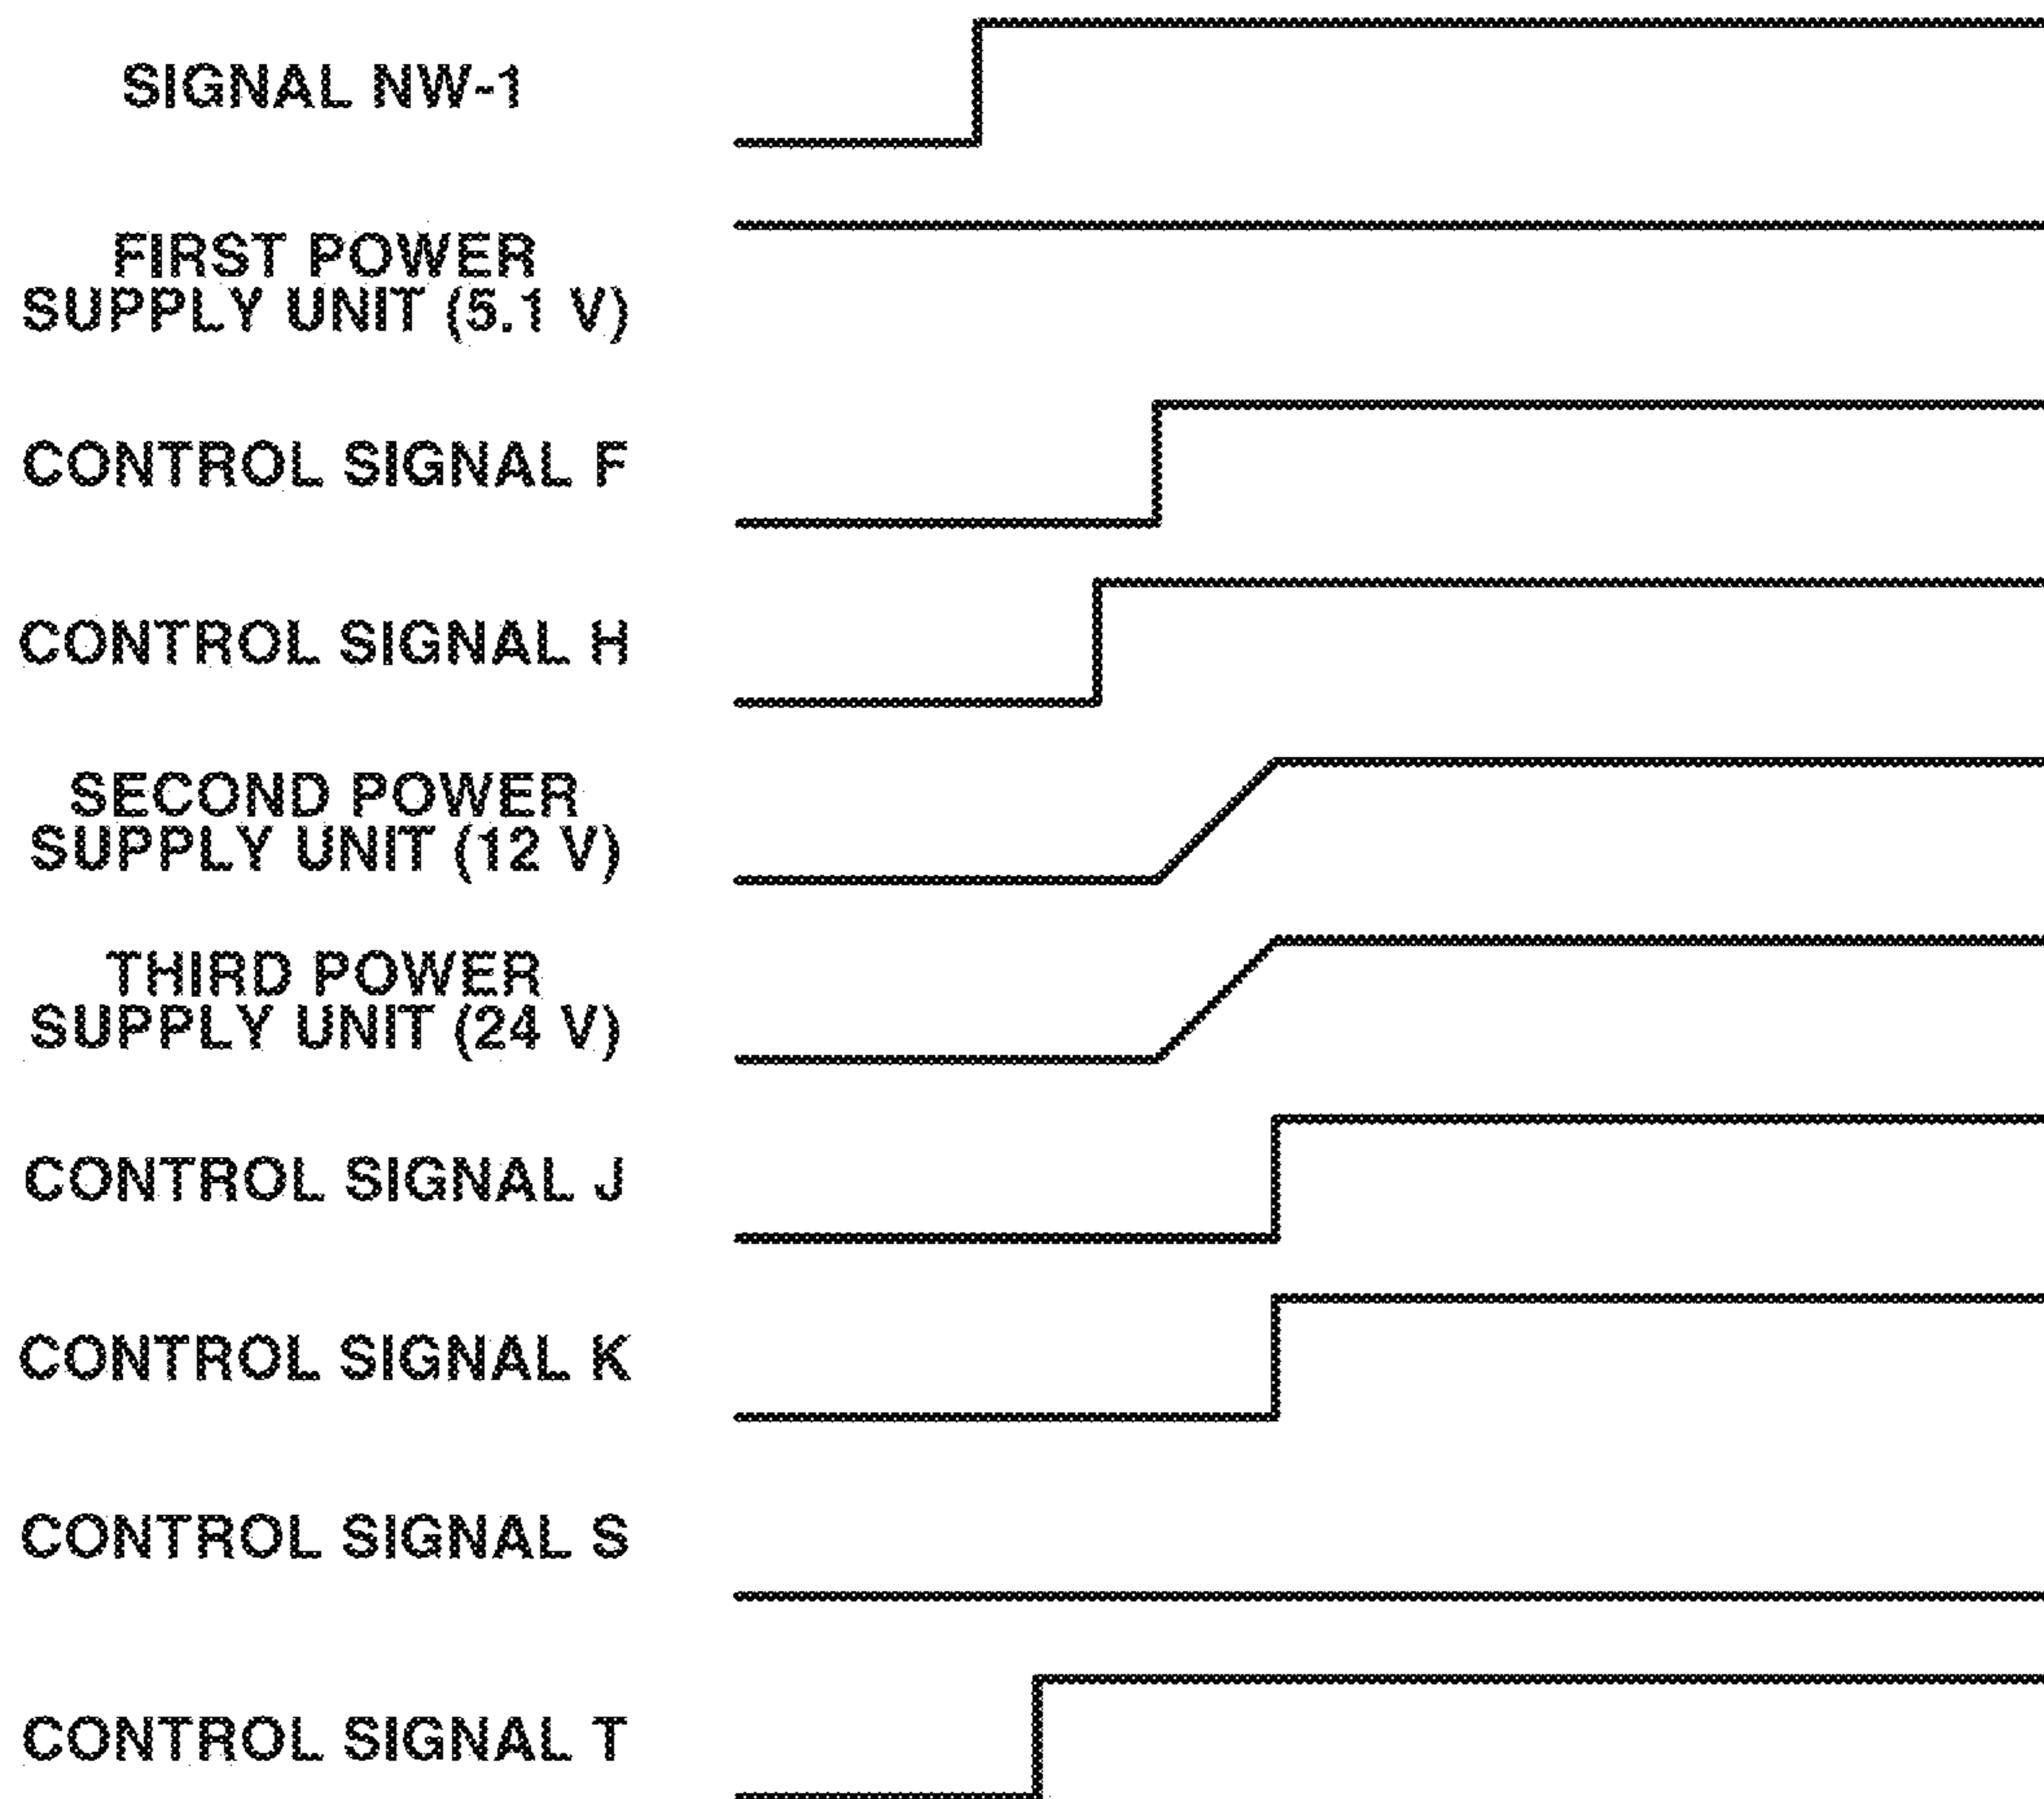 SIGNAL NW-1
FIRST POWER
SUPPLY UNIT (5.1 V)
CONTROL SIGNAL F
CONTROL SIGNAL H
SECOND POWER
SUPPLY UNIT (12 V)
THIRD POWER
SUPPLY UNIT (24 V)
CONTROL SIGNAL J
CONTROL SIGNAL K
CONTROL SIGNAL S
CONTROL SIGNAL T